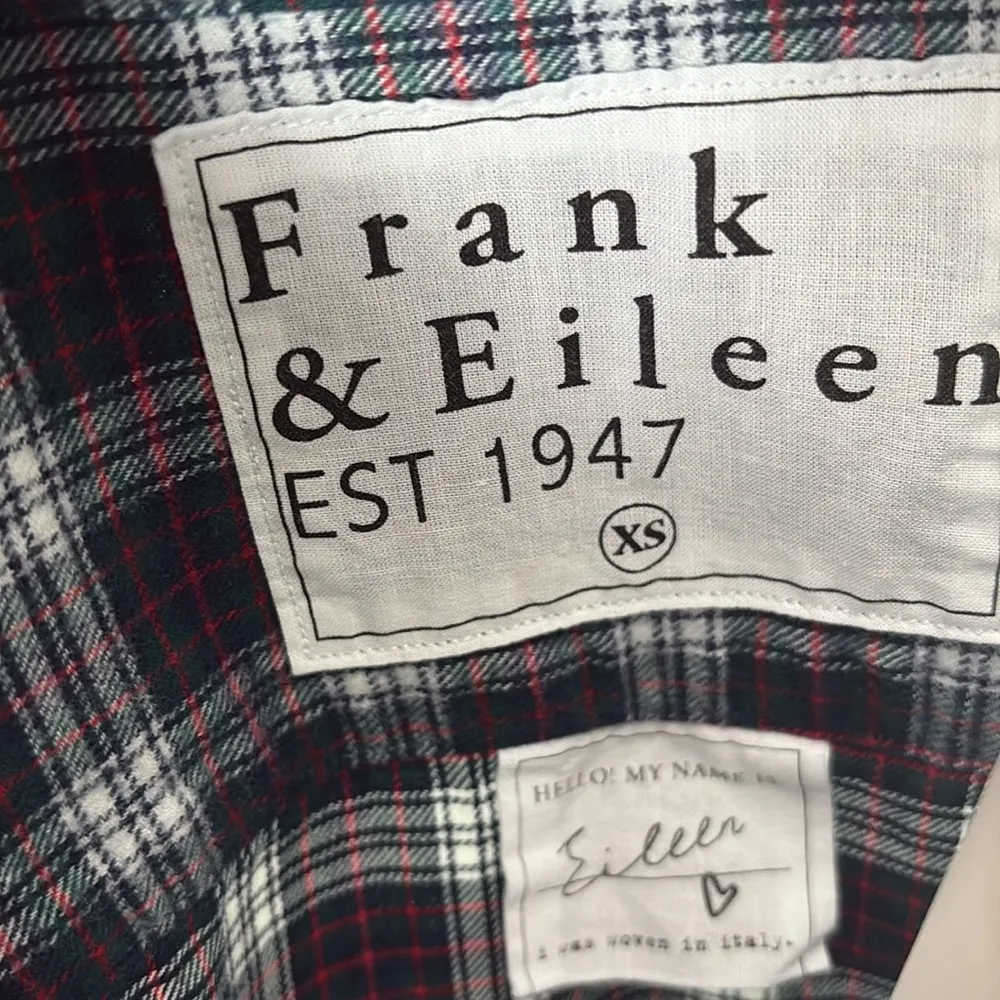 Frank
& Eileen
EST 1947
XS
HELLO! MY NAME IS
Eileen
i was woven in italy.